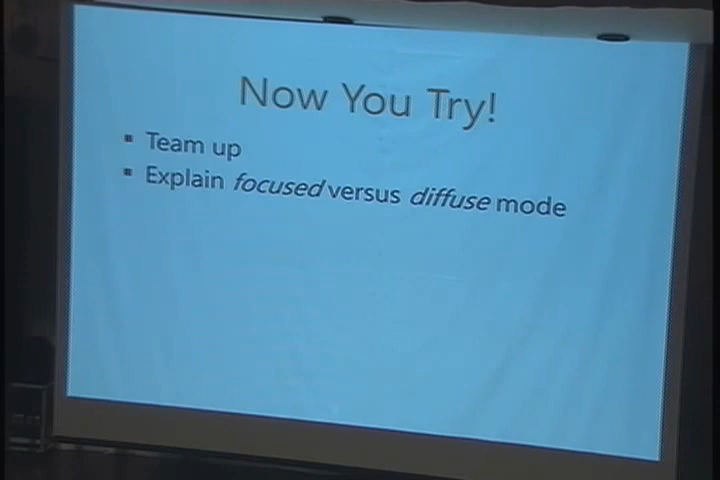 Now You Try!
▪ Team up
▪ Explain focused versus diffuse mode